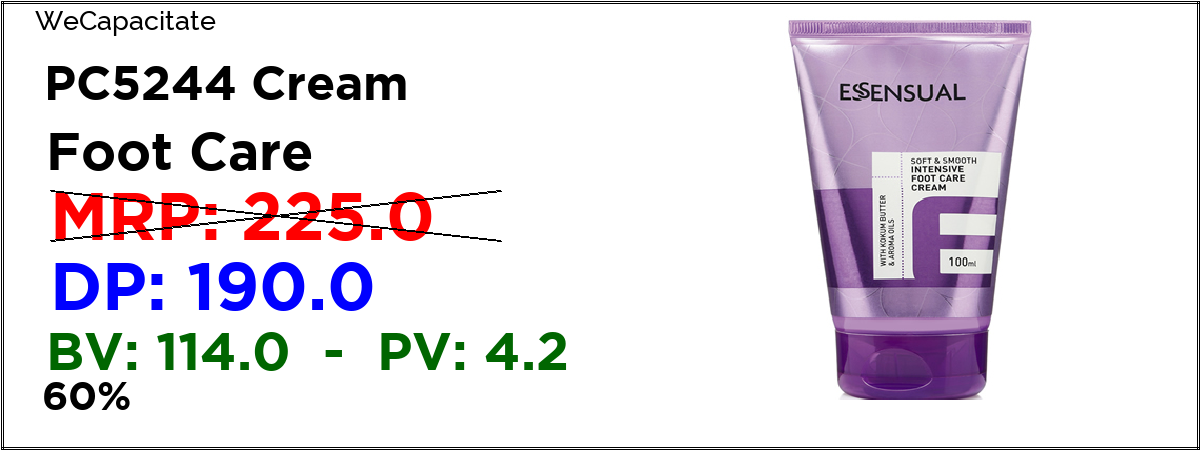 WeCapacitate
PC5244 Cream
Foot Care
MRP: 225.0
DP: 190.0
BV: 114.0 - PV: 4.2
60%
ESSENSUAL
SOFT & SMOOTH
INTENSIVE
FOOT CARE
CREAM
WITH KOKUM BUTTER
& AROMA OILS
100ml